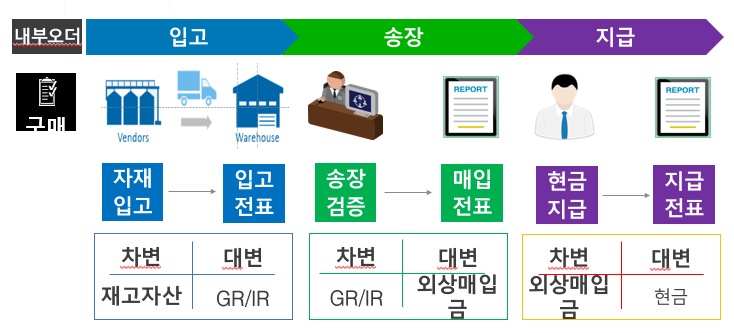 내부오더
입고
송장
지급
구매
Vendors
Warehouse
REPORT
REPORT
자재
입고
입고
전표
송장
검증
매입
전표
현금
지급
지급
전표
차변
대변
재고자산
GR/IR
차변
대변
GR/IR
외상매입
금
차변
대변
외상매입
금
현금